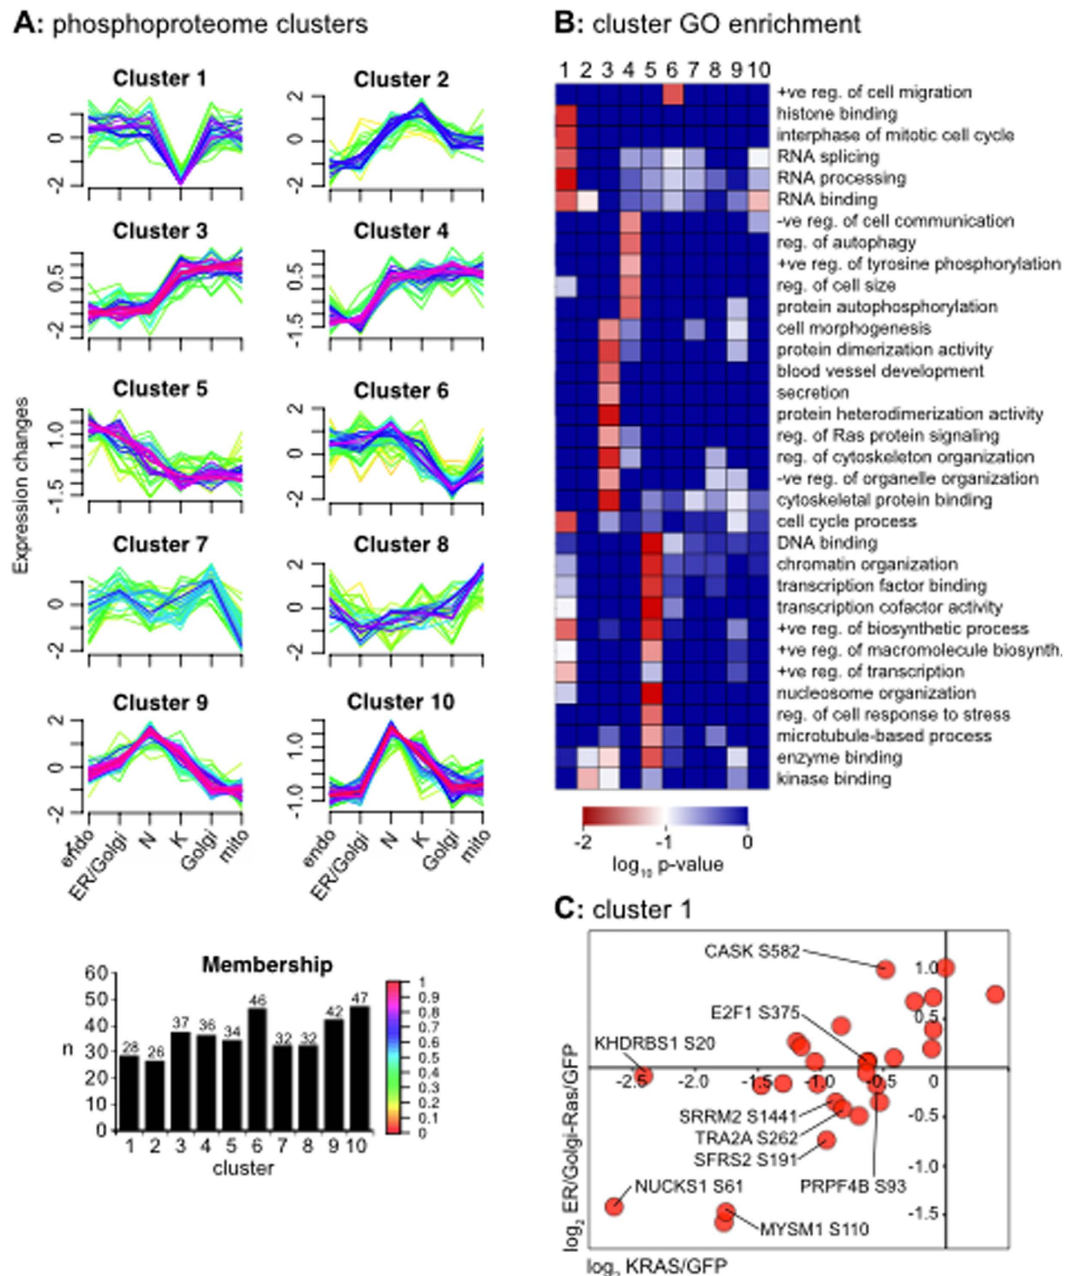 A: phosphoproteome clusters
Cluster 1
Cluster 2
0
-2
2
0
-2
Cluster 3
Cluster 4
0.5
-2
0.5
-1.5
Cluster 5
Cluster 6
1.0
-1.5
2
0
-2
Cluster 7
Cluster 8
0
-2
2
0
-2
Cluster 9
Cluster 10
2
0
-2
1.0
-1.0
Expression changes
endo
ER/Golgi
N
K
Golgi
mito
endo
ER/Golgi
N
K
Golgi
mito
Membership
60
50
40
30
20
10
0
n
28
26
37
36
34
46
32
32
42
47
1 2 3 4 5 6 7 8 9 10
cluster
1
0.9
0.8
0.7
0.6
0.5
0.4
0.3
0.2
0.1
0
B: cluster GO enrichment
1 2 3 4 5 6 7 8 9 10
+ve reg. of cell migration
histone binding
interphase of mitotic cell cycle
RNA splicing
RNA processing
RNA binding
-ve reg. of cell communication
reg. of autophagy
+ve reg. of tyrosine phosphorylation
reg. of cell size
protein autophosphorylation
cell morphogenesis
protein dimerization activity
blood vessel development
secretion
protein heterodimerization activity
reg. of Ras protein signaling
reg. of cytoskeleton organization
-ve reg. of organelle organization
cytoskeletal protein binding
cell cycle process
DNA binding
chromatin organization
transcription factor binding
transcription cofactor activity
+ve reg. of biosynthetic process
+ve reg. of macromolecule biosynth.
+ve reg. of transcription
nucleosome organization
reg. of cell response to stress
microtubule-based process
enzyme binding
kinase binding
-2 -1 0
log10 p-value
C: cluster 1
CASK S582
1.0
E2F1 S375
0.5
KHDRBS1 S20
-2.5 -2.0 -1.5 -1.0 -0.5 0
SRRM2 S1441
-0.5
TRA2A S262
SFRS2 S191
-1.0
NUCKS1 S61
PRPF4B S93
-1.5
MYSM1 S110
log2 ER/Golgi-Ras/GFP
log2 KRAS/GFP